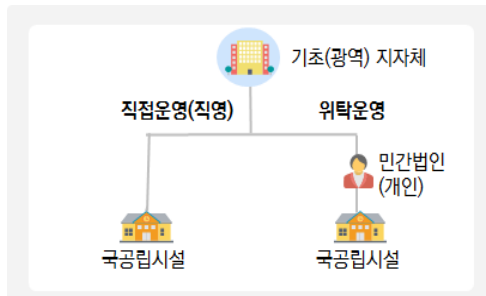 기초(광역) 지자체
직접운영(직영)
위탁운영
민간법인
(개인)
국공립시설
국공립시설